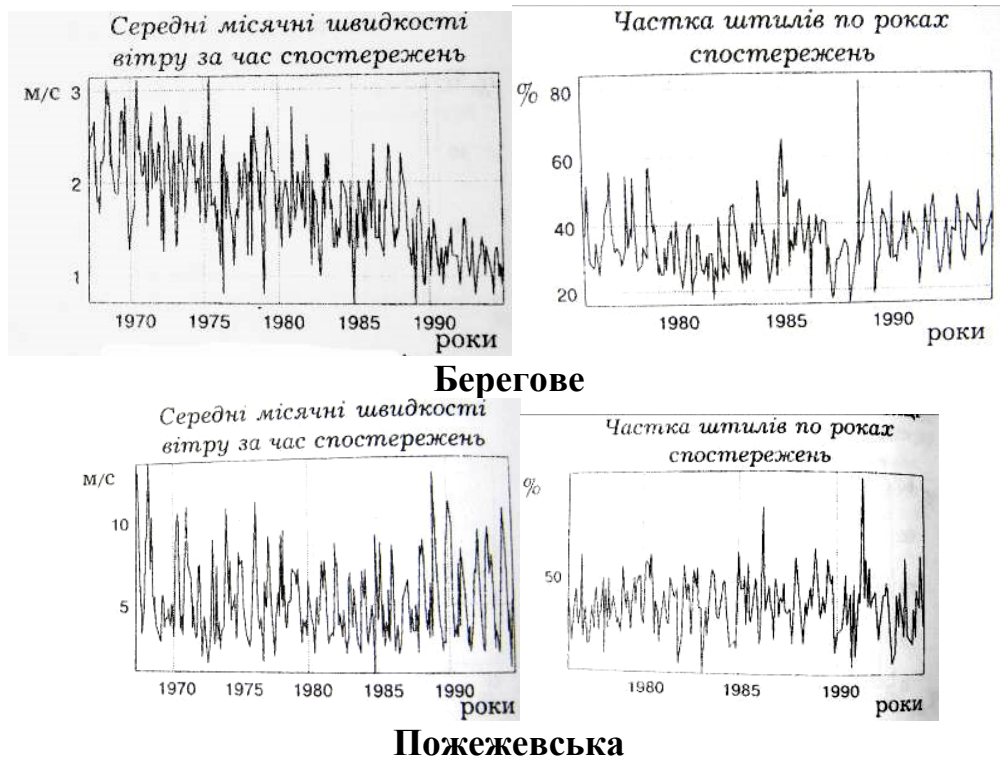 Середні місячні швидкості
вітру за час спостережень
м/с
3
2
1
1970 1975 1980 1985 1990
роки
Частка штилів по роках
спостережень
%
80
60
40
20
1980 1985 1990
роки
Берегове
Середні місячні швидкості
вітру за час спостережень
м/с
10
5
1970 1975 1980 1985 1990
роки
Частка штилів по роках
спостережень
%
50
1980 1985 1990
роки
Пожежевська